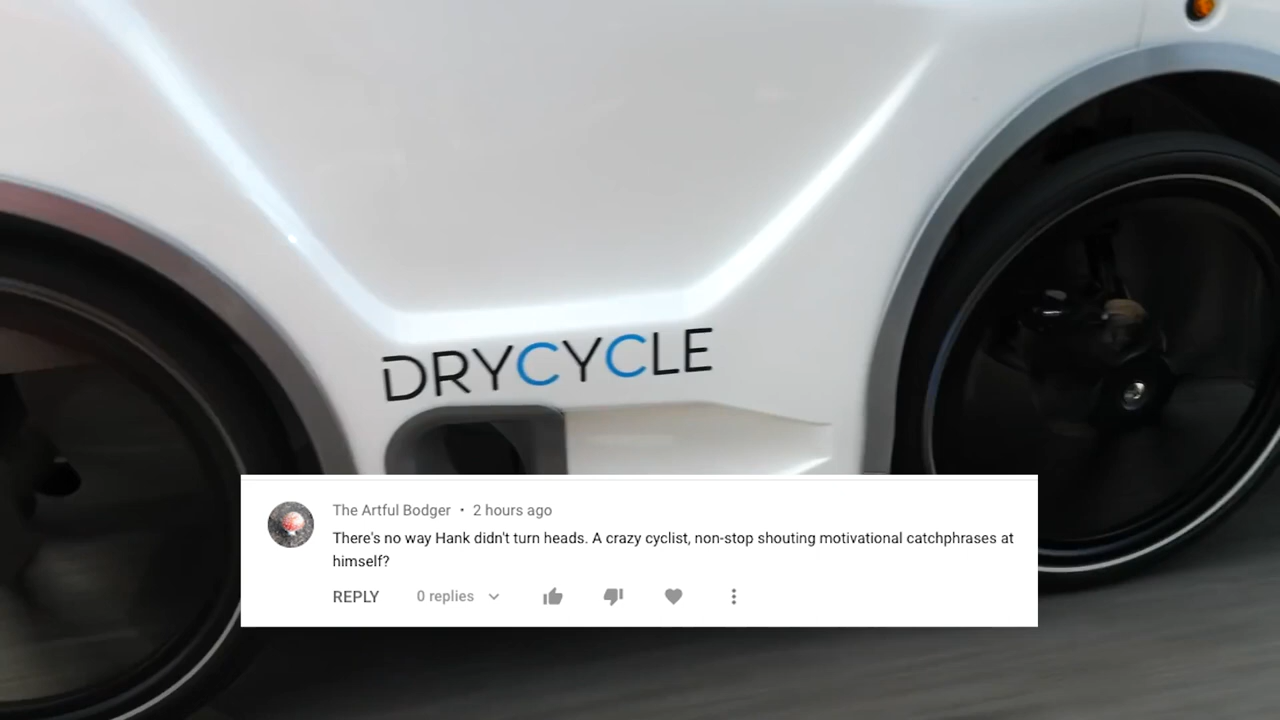 DRYCYCLE
The Artful Bodger • 2 hours ago
There's no way Hank didn't turn heads. A crazy cyclist, non-stop shouting motivational catchphrases at
himself?
REPLY 0 replies